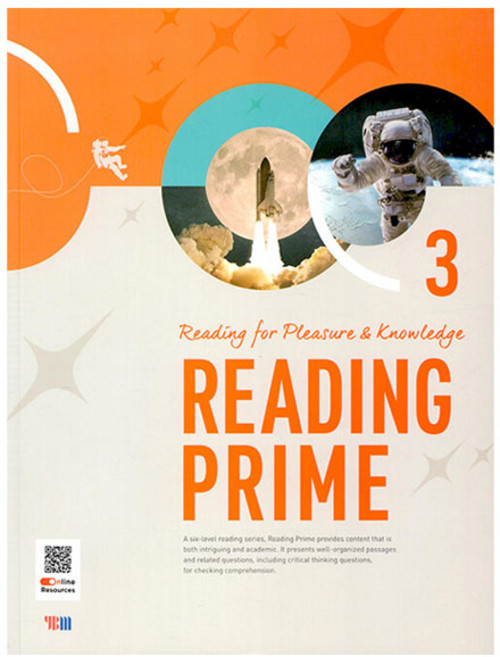 3
Reading for Pleasure & Knowledge
READING
PRIME
A six-level reading series, Reading Prime provides content that is
both intriguing and academic. It presents well-organized passages
and related questions, including critical thinking questions,
for checking comprehension.
Online
Resources
YBM